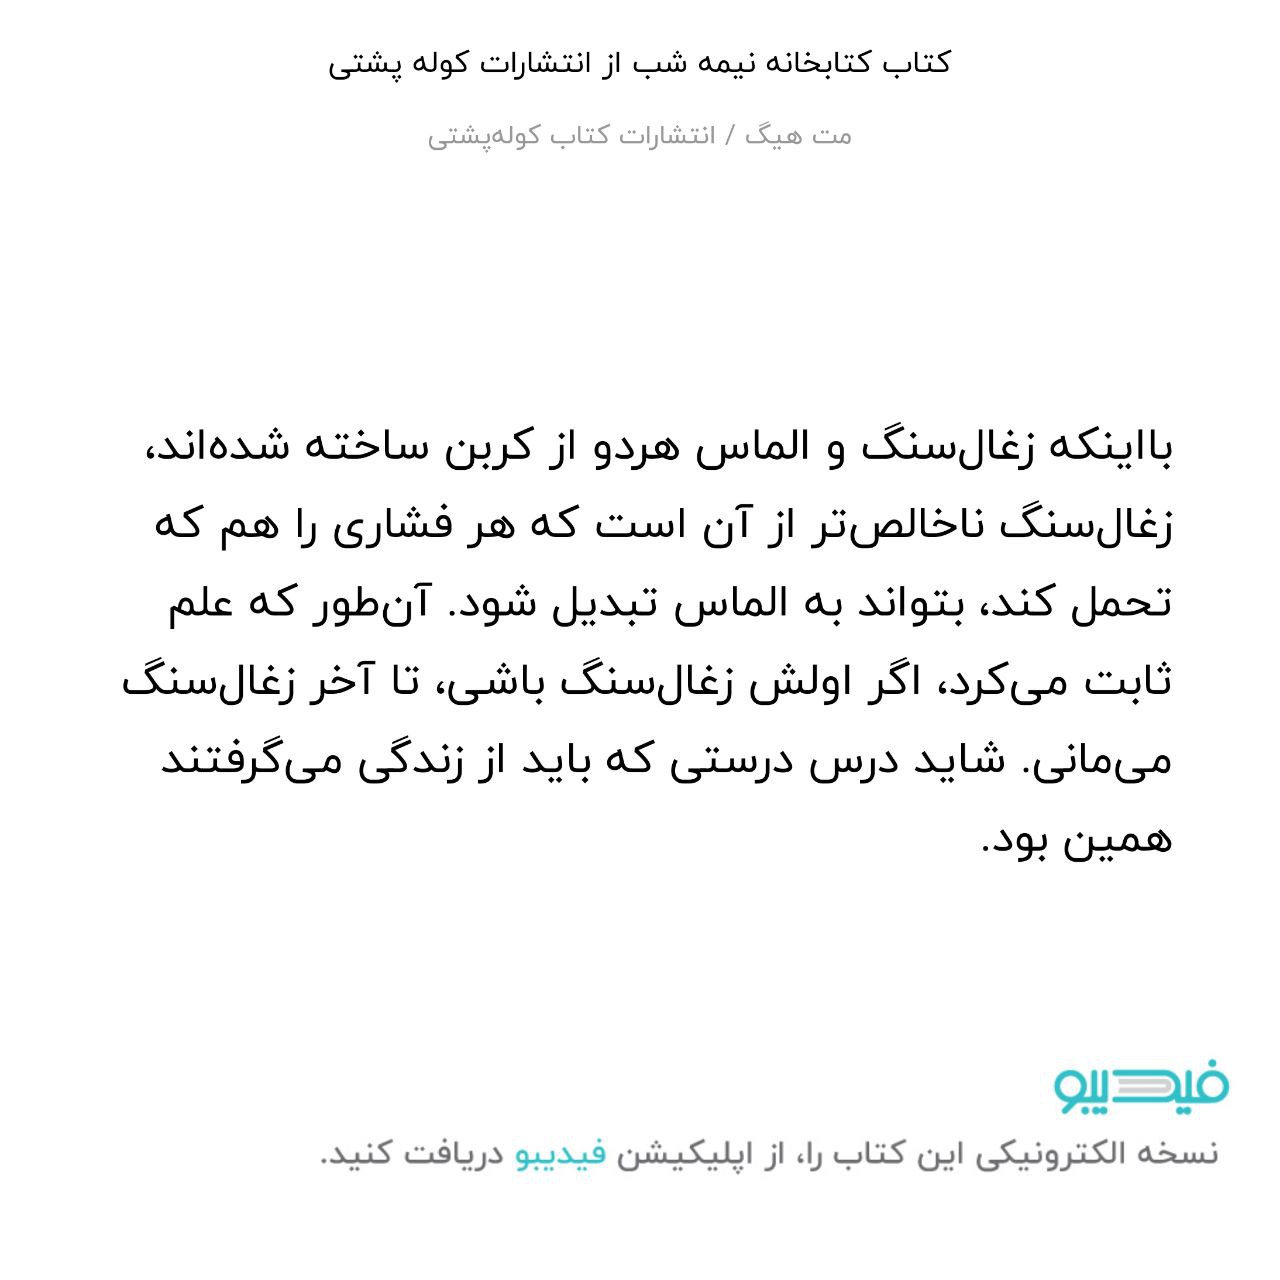 کتاب کتابخانه نیمه شب از انتشارات کوله پشتی
مت هیگ / انتشارات کتاب کوله‌پشتی
بااینکه زغال‌سنگ و الماس هردو از کربن ساخته شده‌اند،
زغال‌سنگ ناخالص‌تر از آن است که هر فشاری را هم که
تحمل کند، بتواند به الماس تبدیل شود. آن‌طور که علم
ثابت می‌کرد، اگر اولش زغال‌سنگ باشی، تا آخر زغال‌سنگ
می‌مانی. شاید درس درستی که باید از زندگی می‌گرفتند
همین بود.
فیدیبو
نسخه الکترونیکی این کتاب را، از اپلیکیشن فیدیبو دریافت کنید.